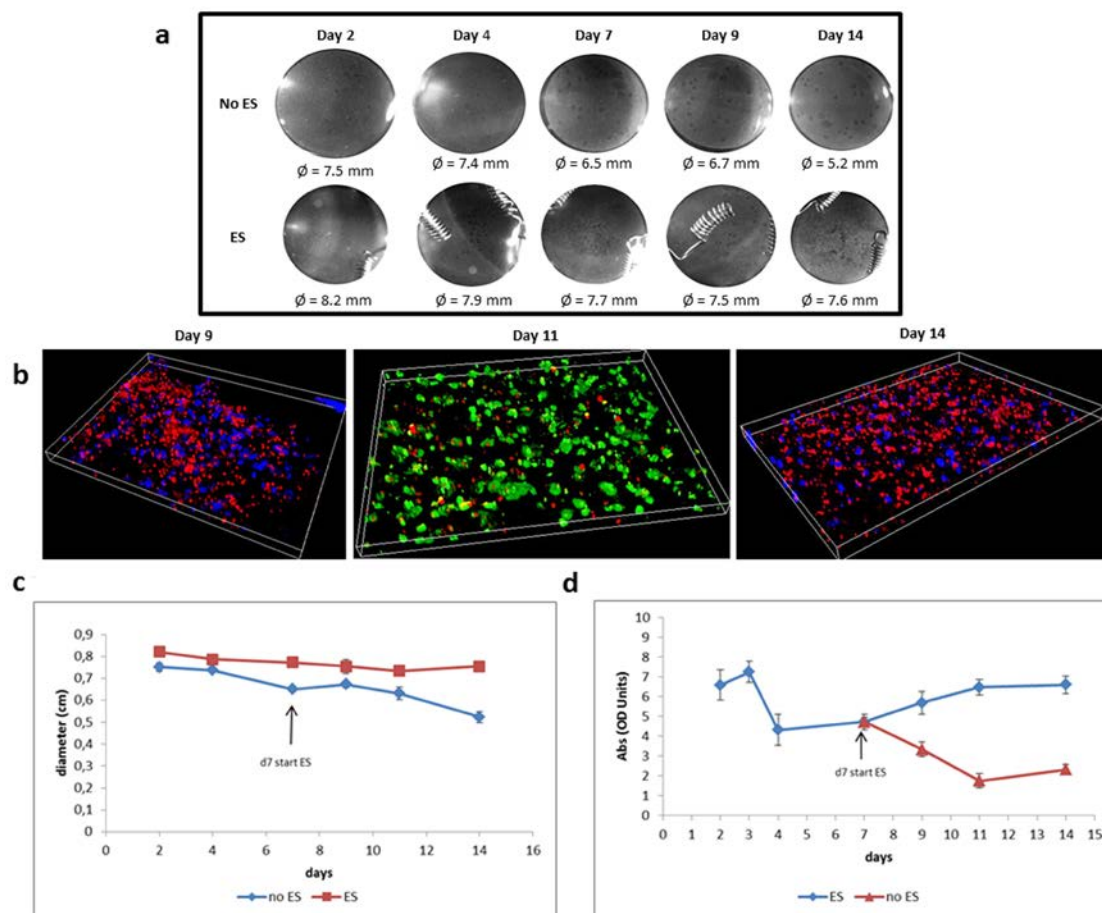 a
Day 2 Day 4 Day 7 Day 9 Day 14
No ES
Ø = 7.5 mm Ø = 7.4 mm Ø = 6.5 mm Ø = 6.7 mm Ø = 5.2 mm
ES
Ø = 8.2 mm Ø = 7.9 mm Ø = 7.7 mm Ø = 7.5 mm Ø = 7.6 mm
b
Day 9 Day 11 Day 14
c
diameter (cm)
0,9
0,8
0,7
0,6
0,5
0,4
0,3
0,2
0,1
0
d7 start ES
0 2 4 6 8 10 12 14 16
days
no ES ES
d
Abs (OD Units)
10
9
8
7
6
5
4
3
2
1
0
d7 start ES
0 1 2 3 4 5 6 7 8 9 10 11 12 13 14 15
days
ES no ES